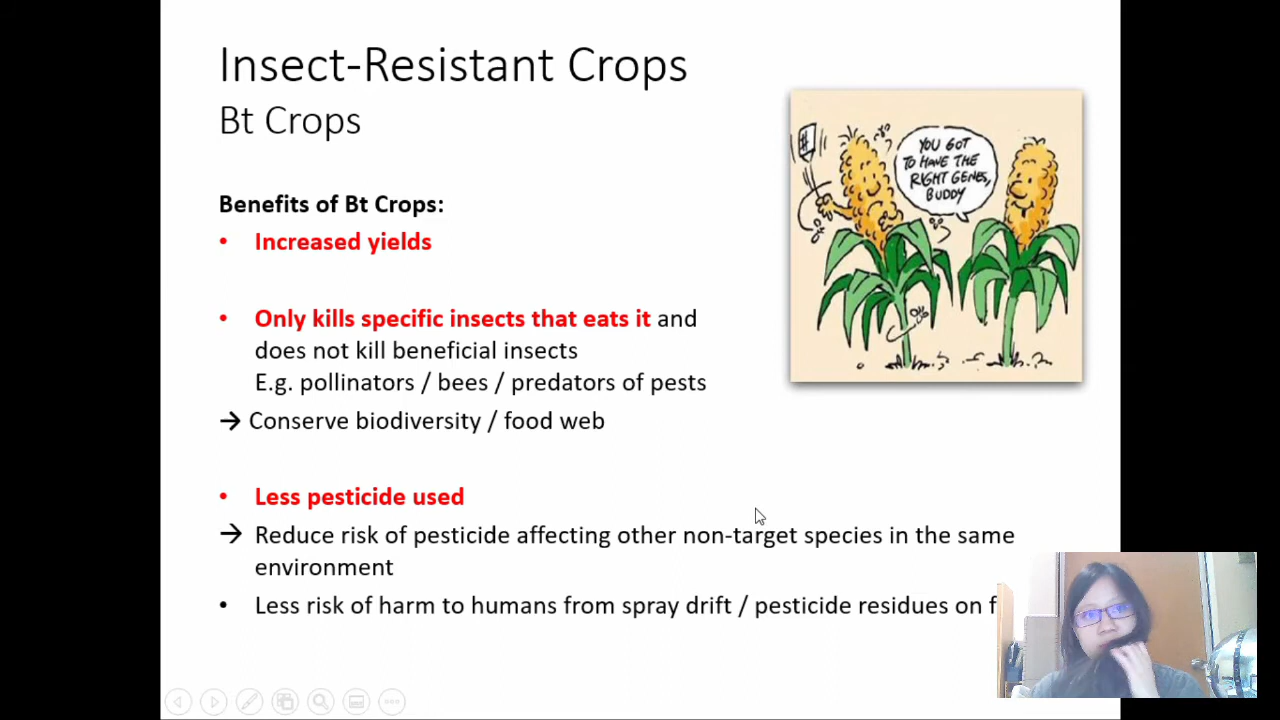 Insect-Resistant Crops
Bt Crops
YOU GOT
TO HAVE THE
RIGHT GENES,
BUDDY
Benefits of Bt Crops:
• Increased yields
• Only kills specific insects that eats it and
does not kill beneficial insects
E.g. pollinators / bees / predators of pests
→ Conserve biodiversity / food web
• Less pesticide used
→ Reduce risk of pesticide affecting other non-target species in the same
environment
• Less risk of harm to humans from spray drift / pesticide residues on